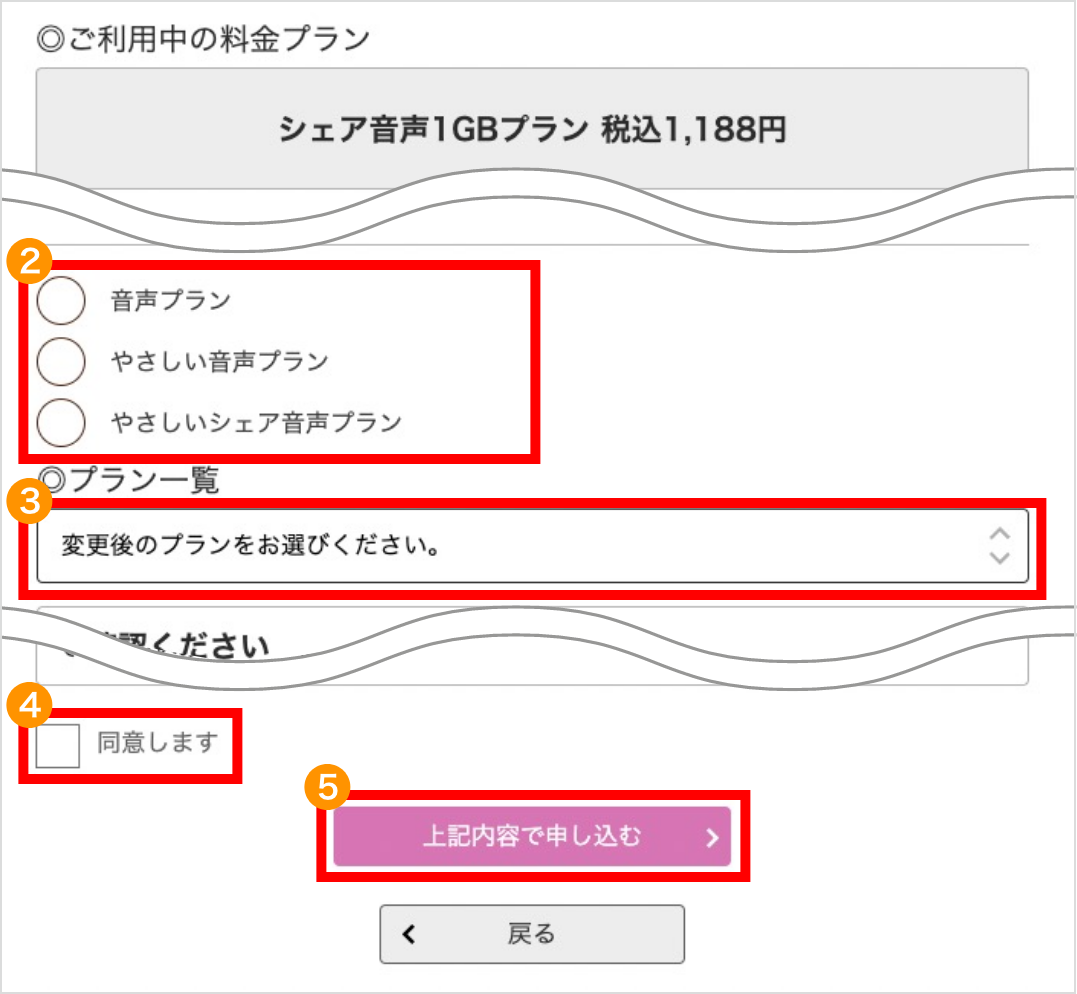 ◎ご利用中の料金プラン
シェア音声1GBプラン 税込1,188円
2
音声プラン
やさしい音声プラン
やさしいシェア音声プラン
◎プラン一覧
3
変更後のプランをお選びください。
認ください
4
同意します
5
上記内容で申し込む
戻る